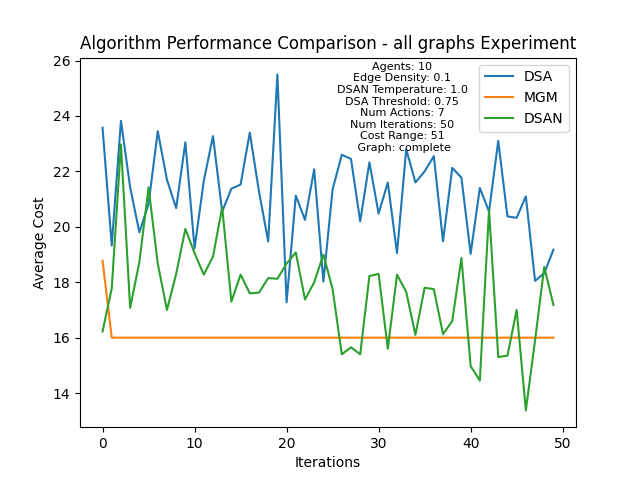 Algorithm Performance Comparison - all graphs Experiment
Agents: 10
Edge Density: 0.1
DSAN Temperature: 1.0
DSA Threshold: 0.75
Num Actions: 7
Num Iterations: 50
Cost Range: 51
Graph: complete
DSA
MGM
DSAN
Average Cost
26
24
22
20
18
16
14
0
10
20
30
40
50
Iterations